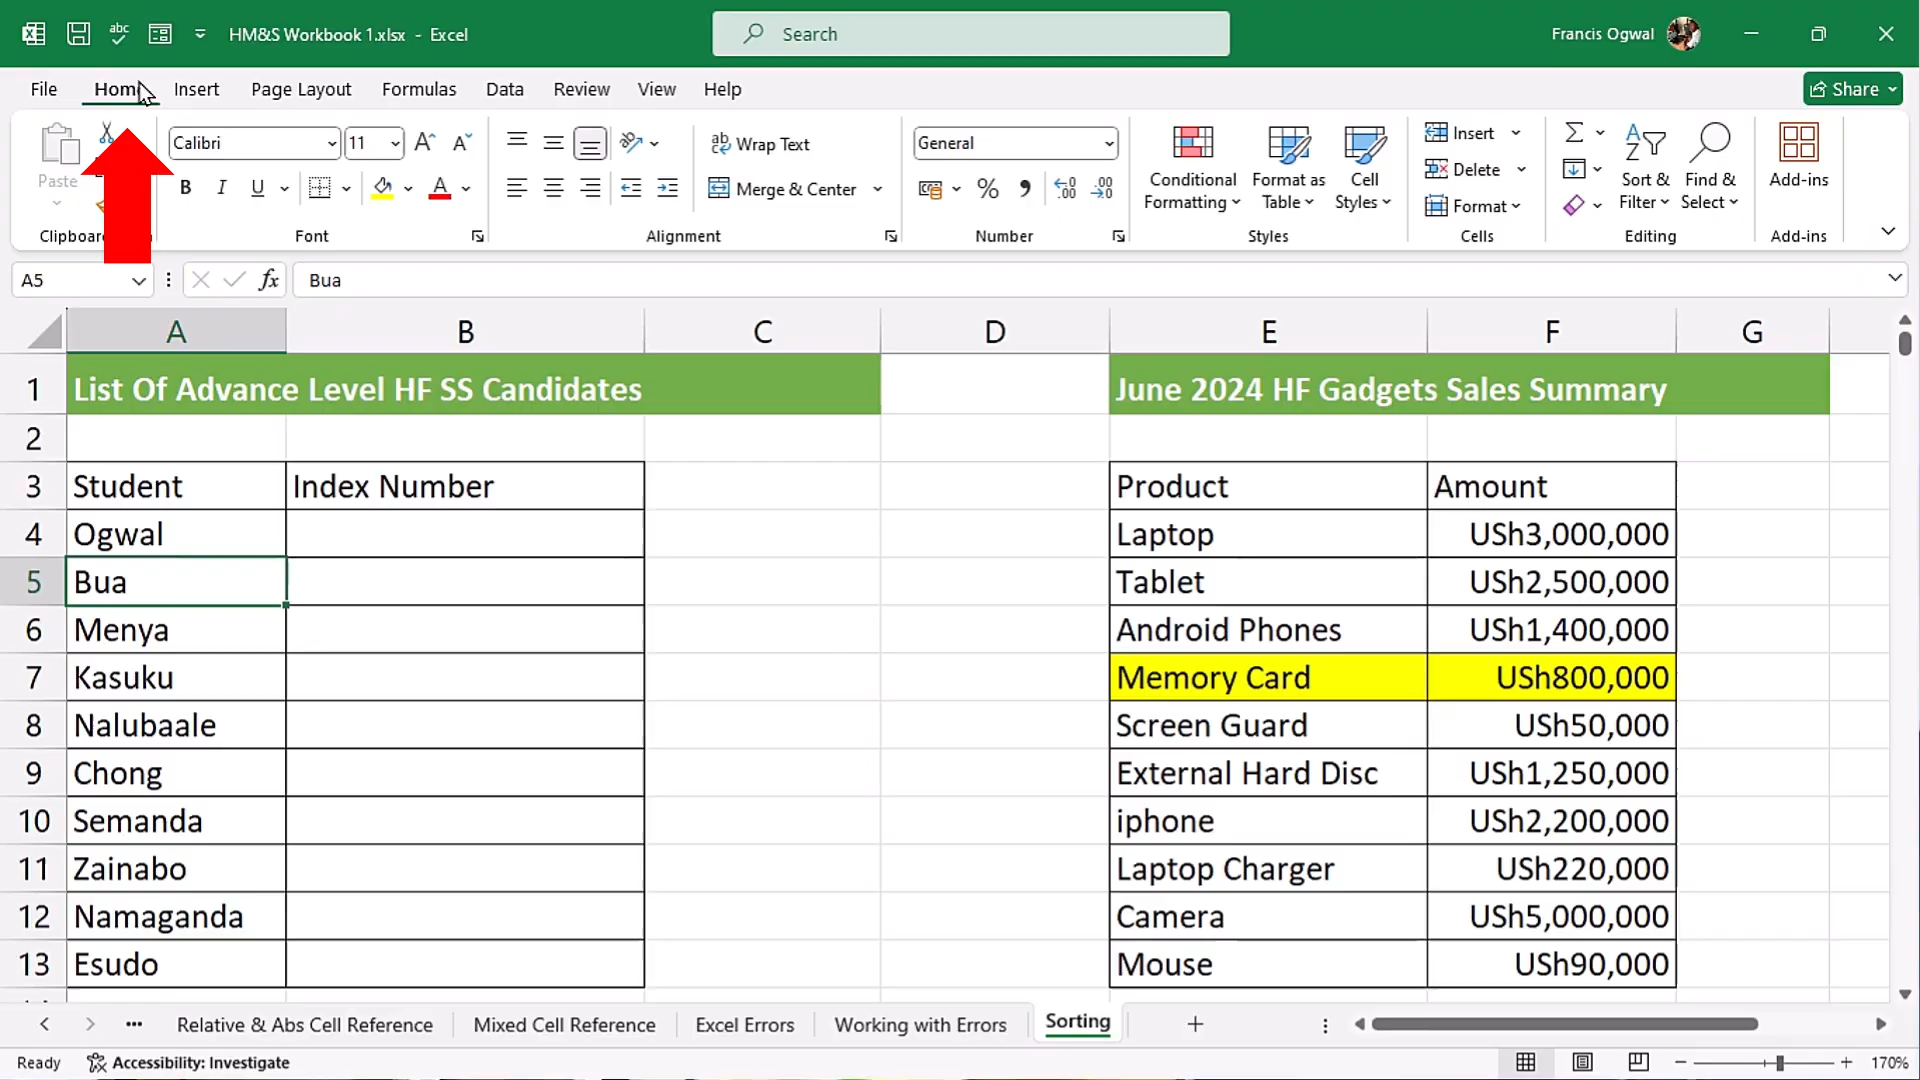 abc
HM&S Workbook 1.xlsx - Excel
Search
Francis Ogwal
File Home Insert Page Layout Formulas Data Review View Help
Share
Paste
Clipboard
Calibri 11
B I U
Font
Wrap Text
Merge & Center
Alignment
General
Number
Conditional Formatting
Format as Table
Cell Styles
Styles
Insert
Delete
Format
Cells
Sort & Filter
Find & Select
Editing
Add-ins
Add-ins
A5 fx Bua
A B C D E F G
1 List Of Advance Level HF SS Candidates June 2024 HF Gadgets Sales Summary
2
3 Student Index Number Product Amount
4 Ogwal Laptop USh3,000,000
5 Bua Tablet USh2,500,000
6 Menya Android Phones USh1,400,000
7 Kasuku Memory Card USh800,000
8 Nalubaale Screen Guard USh50,000
9 Chong External Hard Disc USh1,250,000
10 Semanda iphone USh2,200,000
11 Zainabo Laptop Charger USh220,000
12 Namaganda Camera USh5,000,000
13 Esudo Mouse USh90,000
Relative & Abs Cell Reference Mixed Cell Reference Excel Errors Working with Errors Sorting
Ready Accessibility: Investigate 170%